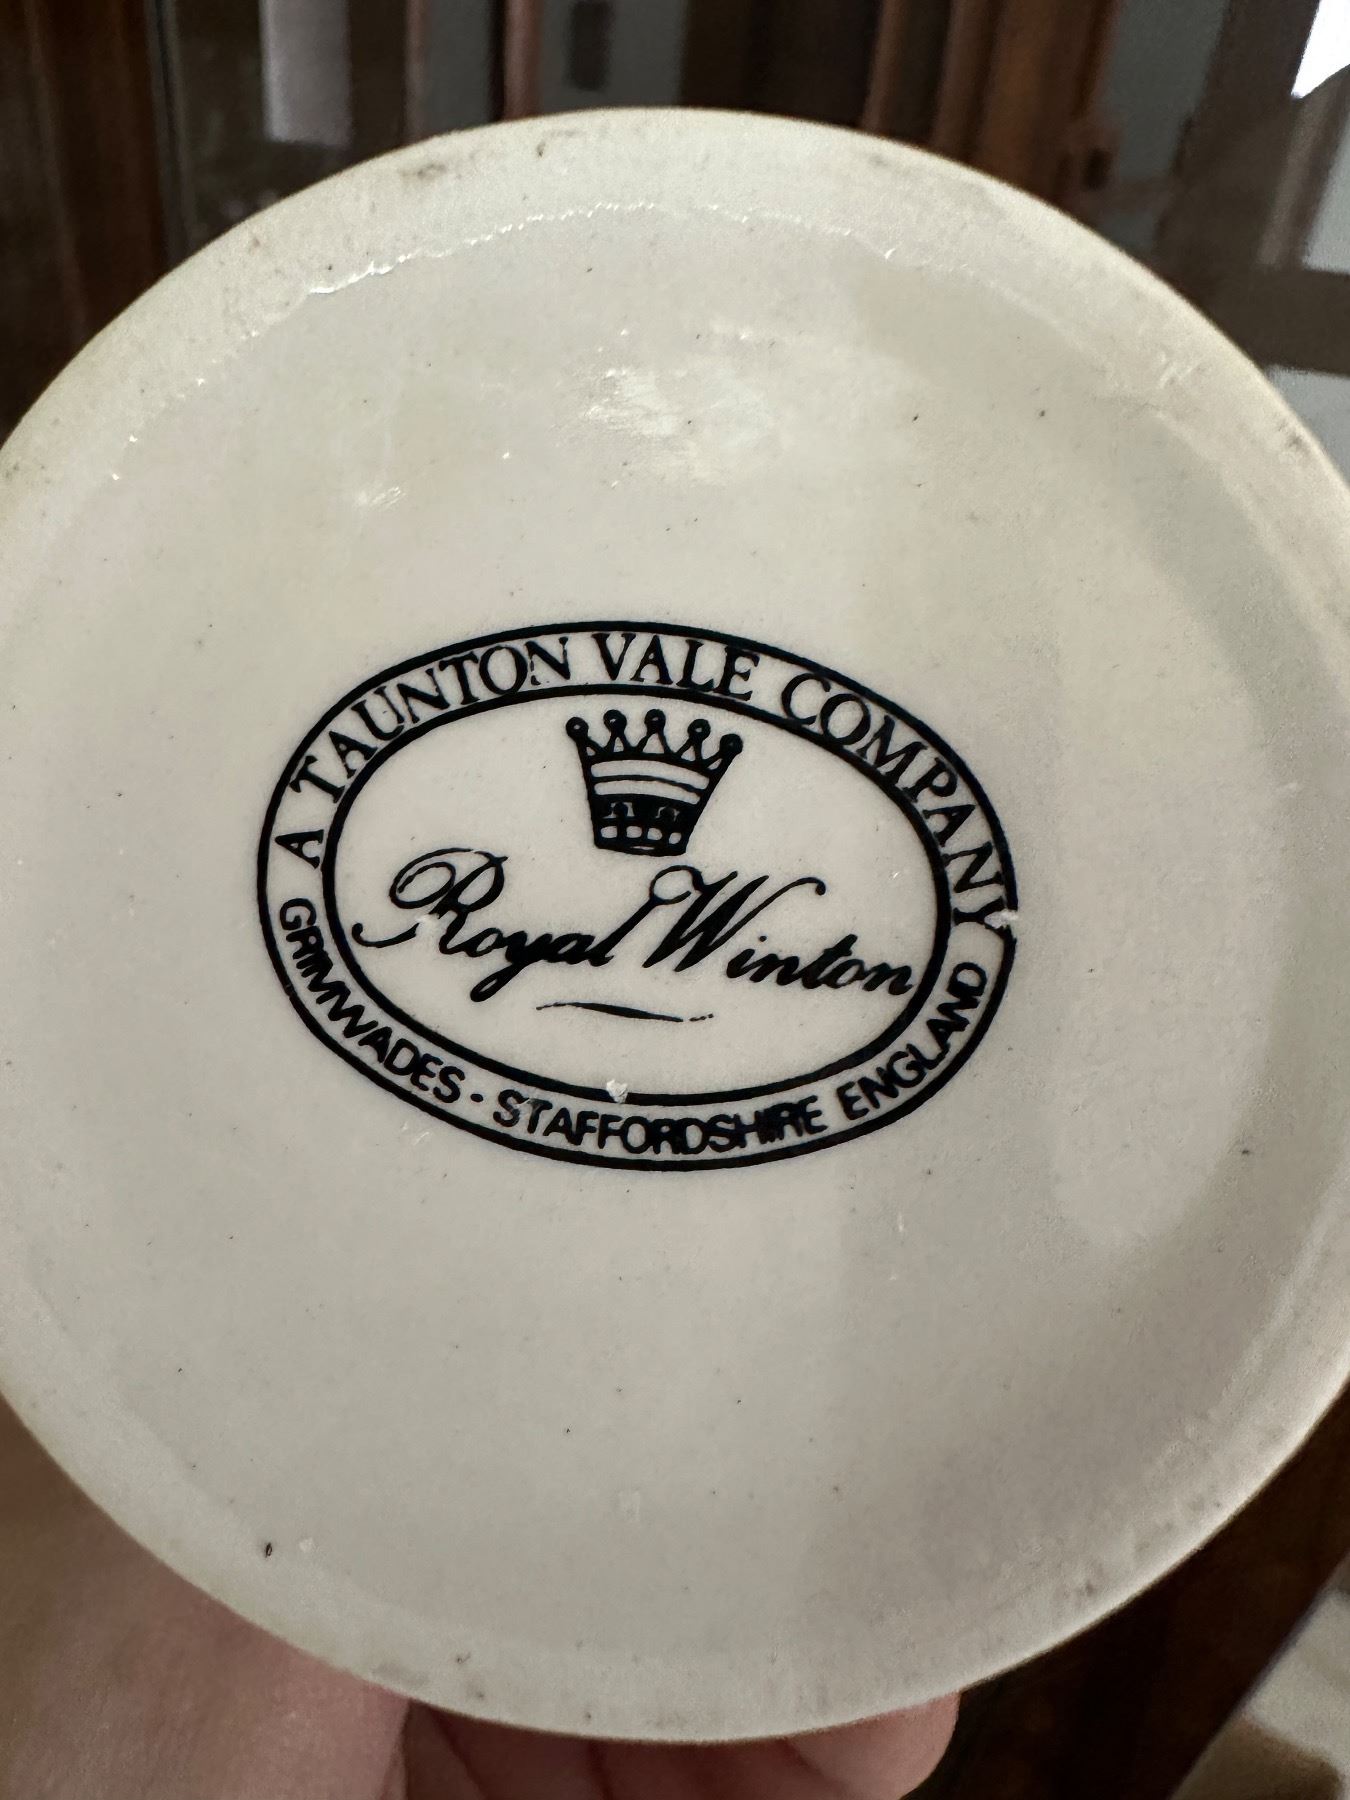 A TAUNTON VALE COMPANY
Royal Winton
GRIMWADES · STAFFORDSHIRE ENGLAND